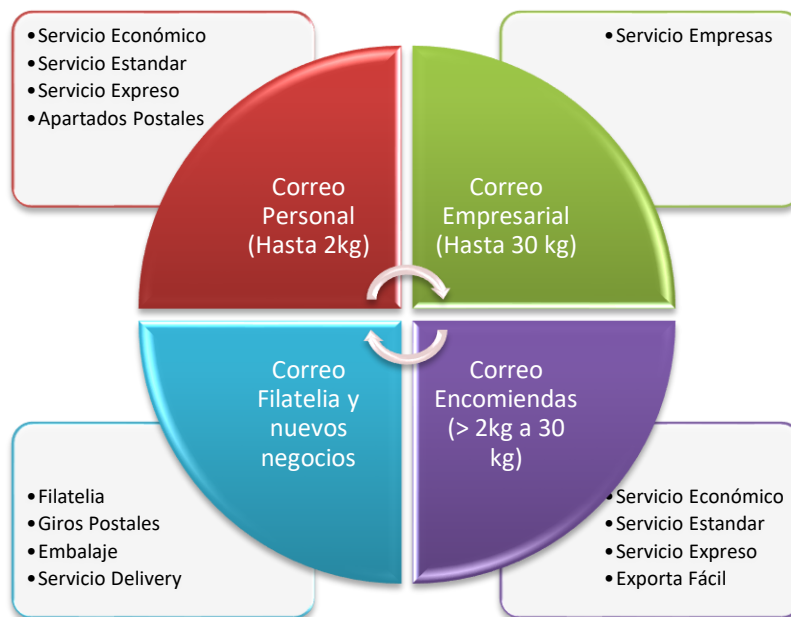 •Servicio Económico
•Servicio Estandar
•Servicio Expreso
•Apartados Postales
•Servicio Empresas
Correo
Personal
(Hasta 2kg)
Correo
Empresarial
(Hasta 30 kg)
Correo
Filatelia y
nuevos
negocios
Correo
Encomiendas
(> 2kg a 30
kg)
•Filatelia
•Giros Postales
•Embalaje
•Servicio Delivery
•Servicio Económico
•Servicio Estandar
•Servicio Expreso
•Exporta Fácil